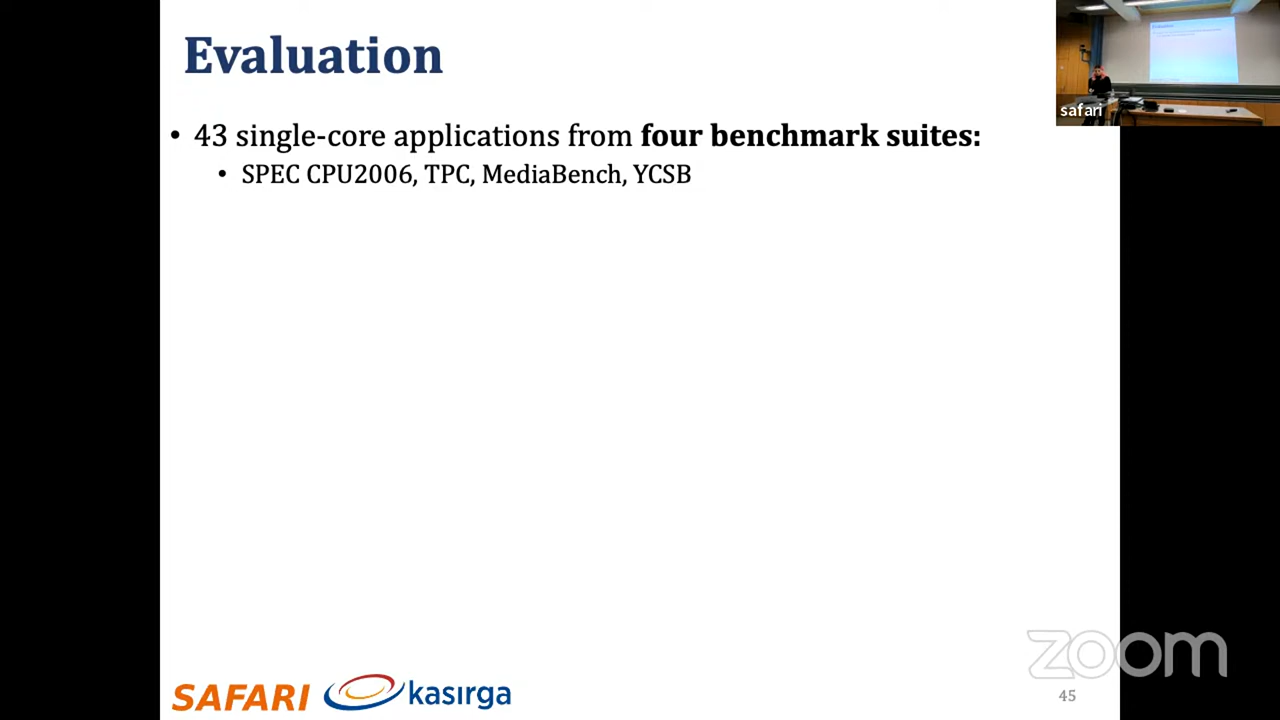 Evaluation
• 43 single-core applications from four benchmark suites:
• SPEC CPU2006, TPC, MediaBench, YCSB
safari
SAFARI kasırga
zoom
45